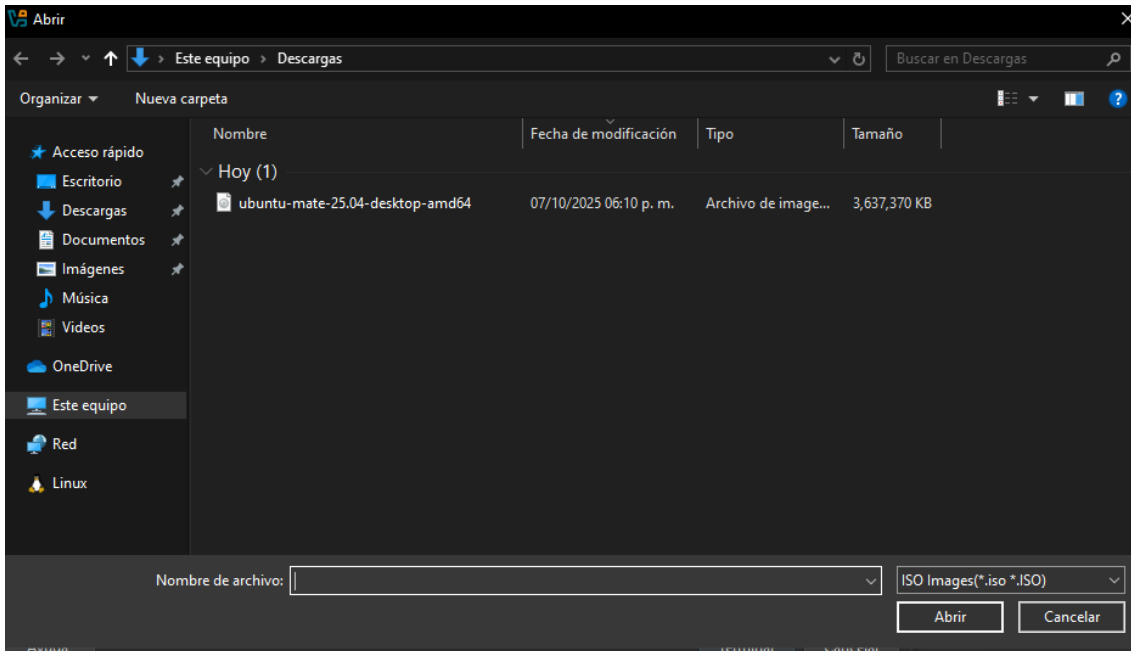 Abrir
Este equipo > Descargas
Buscar en Descargas
Organizar
Nueva carpeta
Nombre
Fecha de modificación
Tipo
Tamaño
Acceso rápido
Escritorio
Descargas
Documentos
Imágenes
Música
Videos
OneDrive
Este equipo
Red
Linux
Hoy (1)
ubuntu-mate-25.04-desktop-amd64 07/10/2025 06:10 p. m. Archivo de image... 3,637,370 KB
Nombre de archivo:
ISO Images(*.iso *.ISO)
Abrir
Cancelar